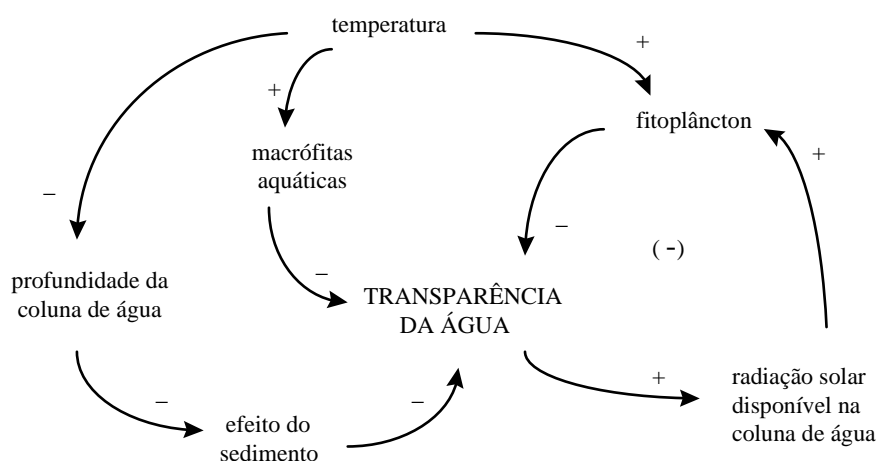 temperatura
+
+
fitoplâncton
+
macrófitas
aquáticas
−
−
(-)
−
profundidade da
coluna de água
TRANSPARÊNCIA
DA ÁGUA
+
radiação solar
disponível na
coluna de água
−
−
efeito do
sedimento